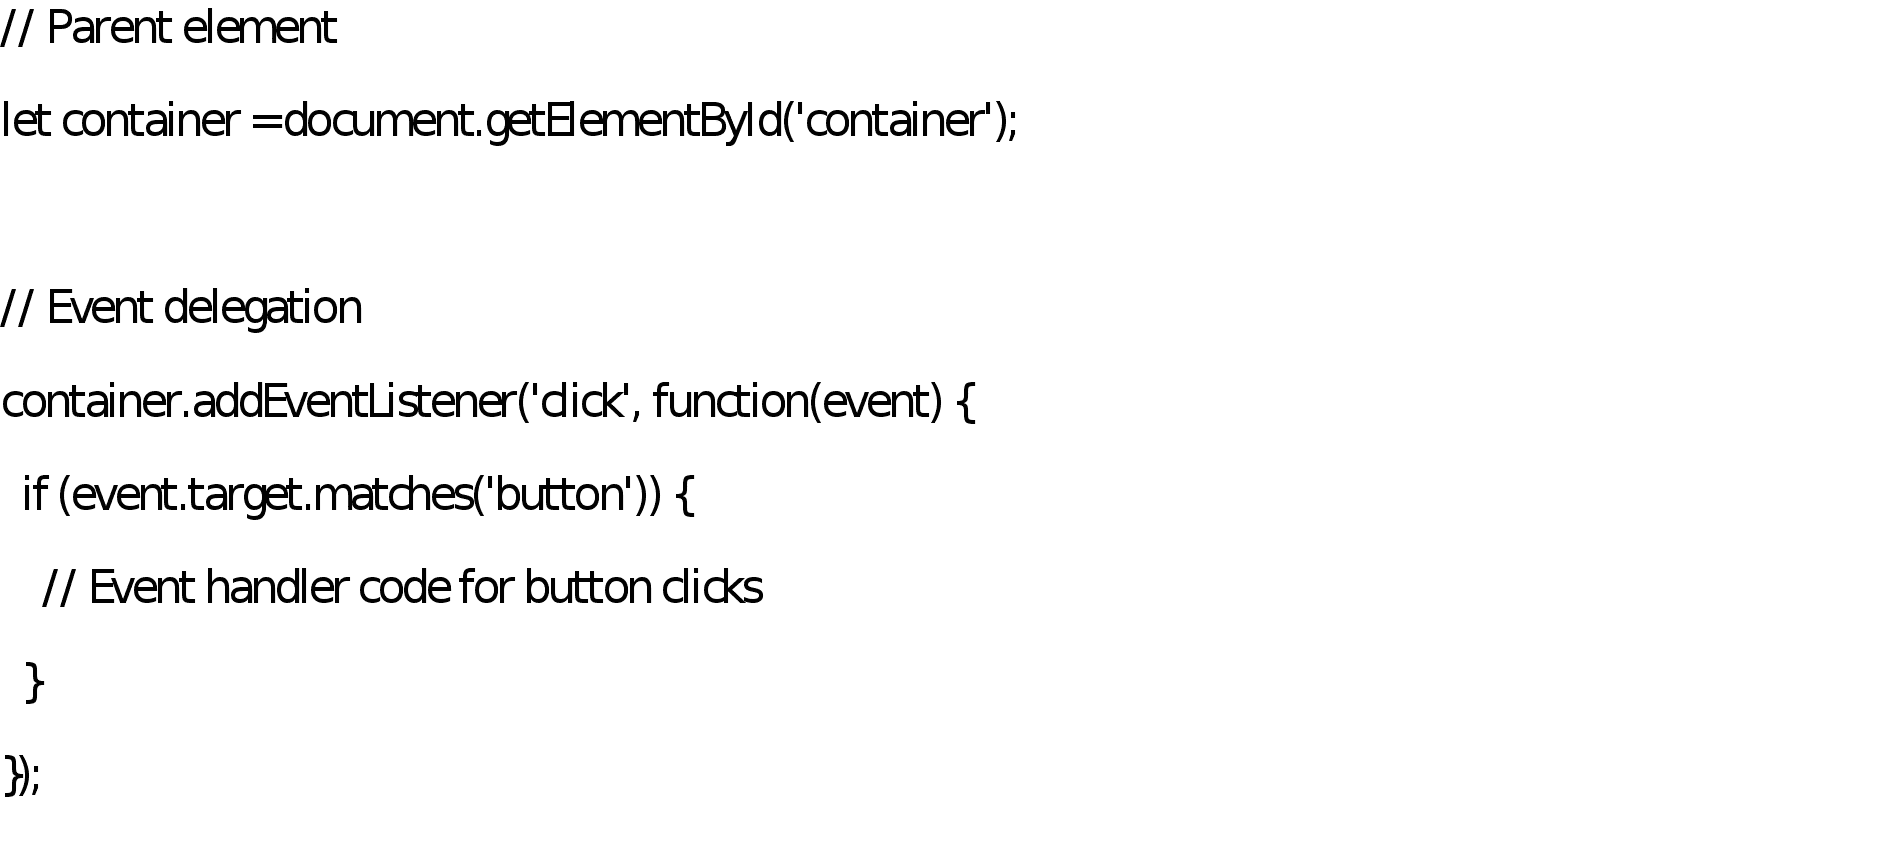 // Parent element
let container = document.getElementById('container');
// Event delegation
container.addEventListener('click', function(event) {
if (event.target.matches('button')) {
// Event handler code for button clicks
}
});